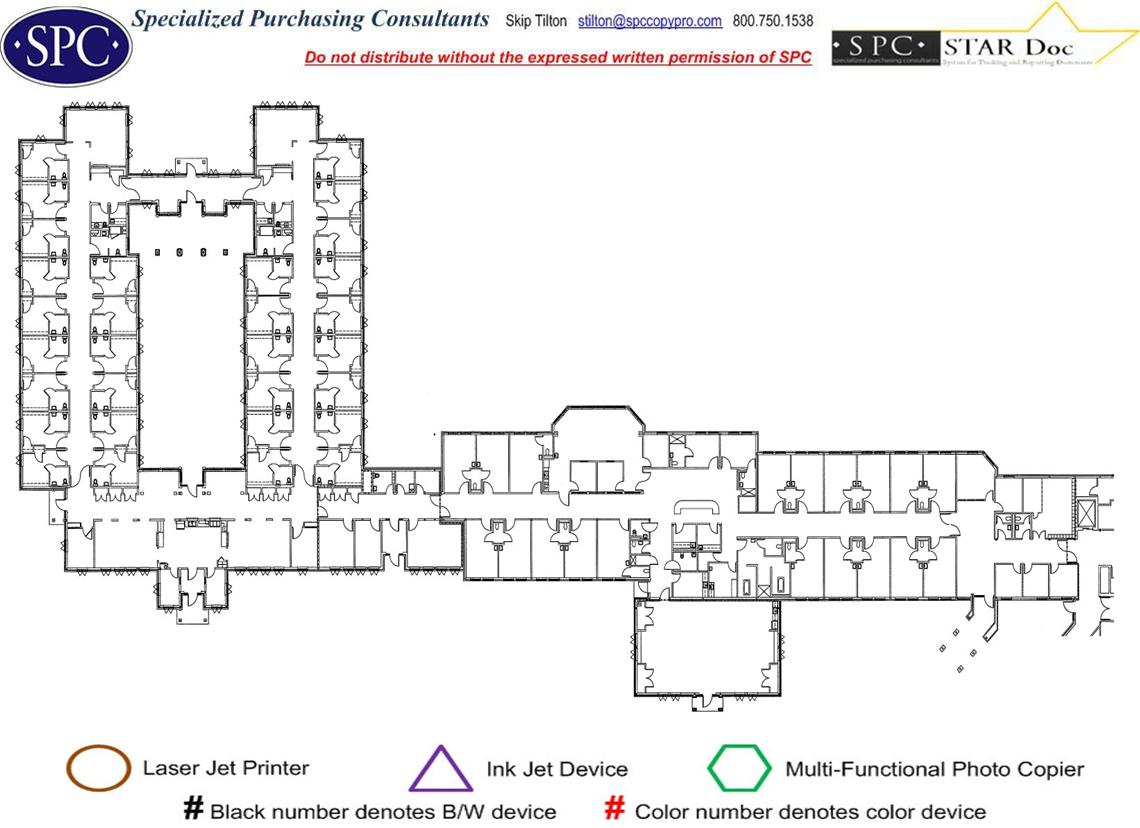 SPC
Specialized Purchasing Consultants Skip Tilton stilton@spccopypro.com 800.750.1538
Do not distribute without the expressed written permission of SPC
· S P C · STAR Doc
specialized purchasing consultants System for Tracking and Reporting Documents
Laser Jet Printer Ink Jet Device Multi-Functional Photo Copier
# Black number denotes B/W device # Color number denotes color device